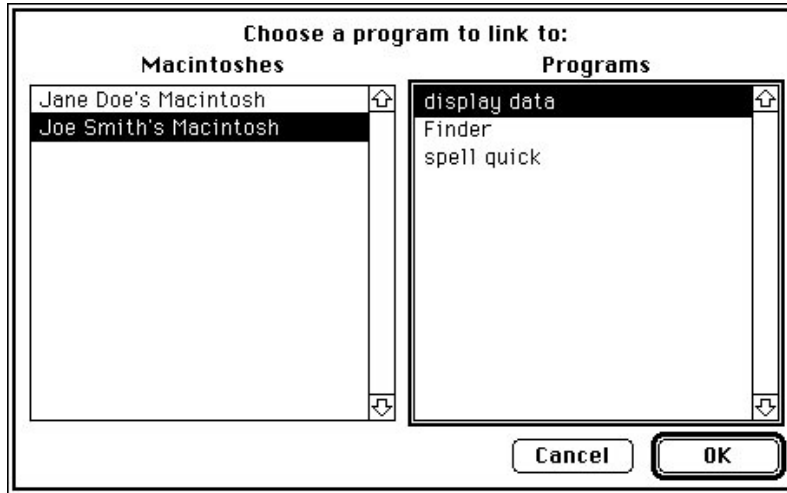 Choose a program to link to:
Macintoshes
Programs
Jane Doe's Macintosh
Joe Smith's Macintosh
display data
Finder
spell quick
Cancel
OK